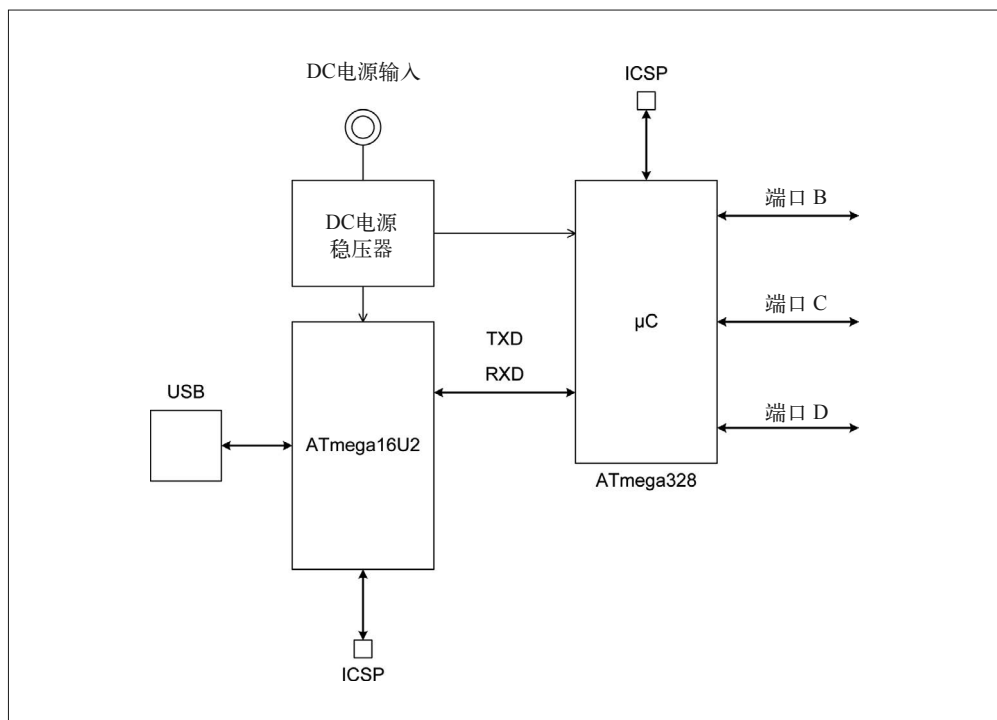 DC电源输入
ICSP
DC电源
稳压器
端口 B
µC
端口 C
TXD
RXD
USB
ATmega16U2
端口 D
ATmega328
ICSP